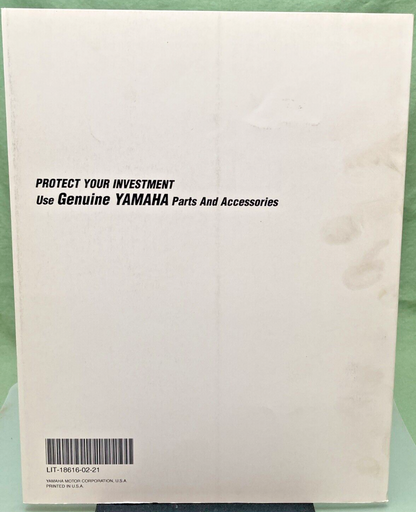 PROTECT YOUR INVESTMENT
Use Genuine YAMAHA Parts And Accessories
LIT-18616-02-21
YAMAHA MOTOR CORPORATION, U.S.A.
PRINTED IN U.S.A.